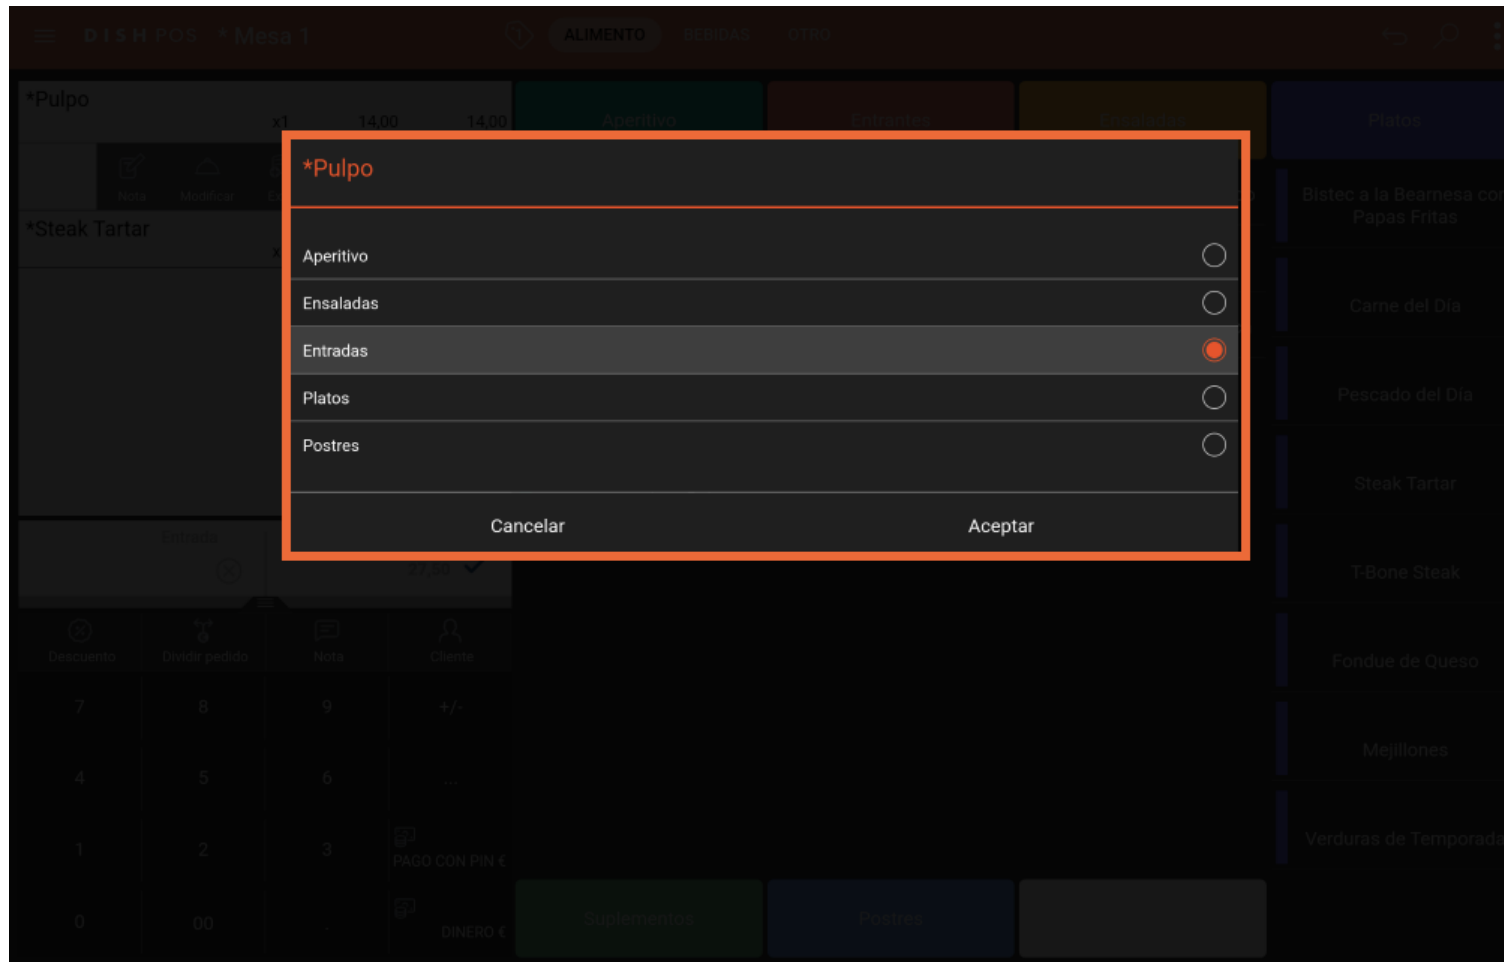 DISH POS * Mesa 1
ALIMENTO BEBIDAS OTRO
*Pulpo
x1 14,00 14,00
Nota Modificar
*Steak Tartar
Aperitivo Entrantes Ensaladas Platos
*Pulpo
Aperitivo
Ensaladas
Entradas
Platos
Postres
Cancelar Aceptar
Bistec a la Bearnesa con
Papas Fritas
Carne del Día
Pescado del Día
Steak Tartar
T-Bone Steak
Fondue de Queso
Mejillones
Verduras de Temporada
Entrada
27,50
Descuento Dividir pedido Nota Cliente
7 8 9 +/-
4 5 6 ...
1 2 3 PAGO CON PIN €
0 00 . DINERO €
Suplementos Postres